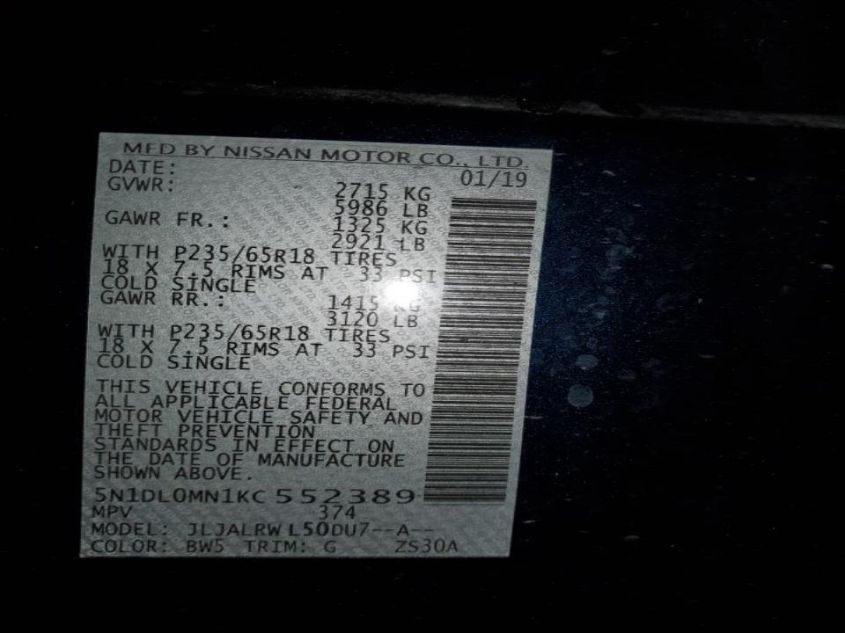 MFD BY NISSAN MOTOR CO., LTD.
DATE: 01/19
GVWR: 2715 KG
5986 LB
GAWR FR.: 1325 KG
2921 LB
WITH P235/65R18 TIRES
18 X 7.5 RIMS AT 33 PSI
COLD SINGLE
GAWR RR.: 1415 KG
3120 LB
WITH P235/65R18 TIRES
18 X 7.5 RIMS AT 33 PSI
COLD SINGLE
THIS VEHICLE CONFORMS TO
ALL APPLICABLE FEDERAL
MOTOR VEHICLE SAFETY AND
THEFT PREVENTION
STANDARDS IN EFFECT ON
THE DATE OF MANUFACTURE
SHOWN ABOVE.
5N1DL0MN1KC552389
MPV 374
MODEL: JLJALRWL50DU7--A--
COLOR: BW5 TRIM: G ZS30A